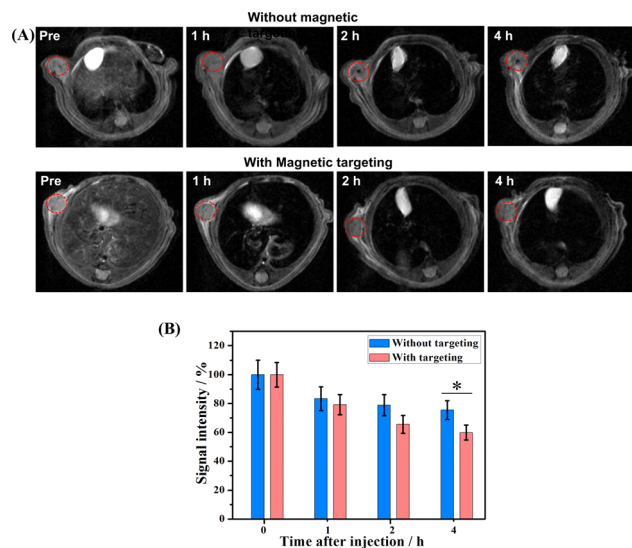 Without magnetic
(A)
Pre
1 h
targeting
2 h
4 h
With Magnetic targeting
Pre
1 h
2 h
4 h
(B)
Without targeting
With targeting
*
Signal intensity / %
120
100
80
60
40
20
0
0
1
2
4
Time after injection / h